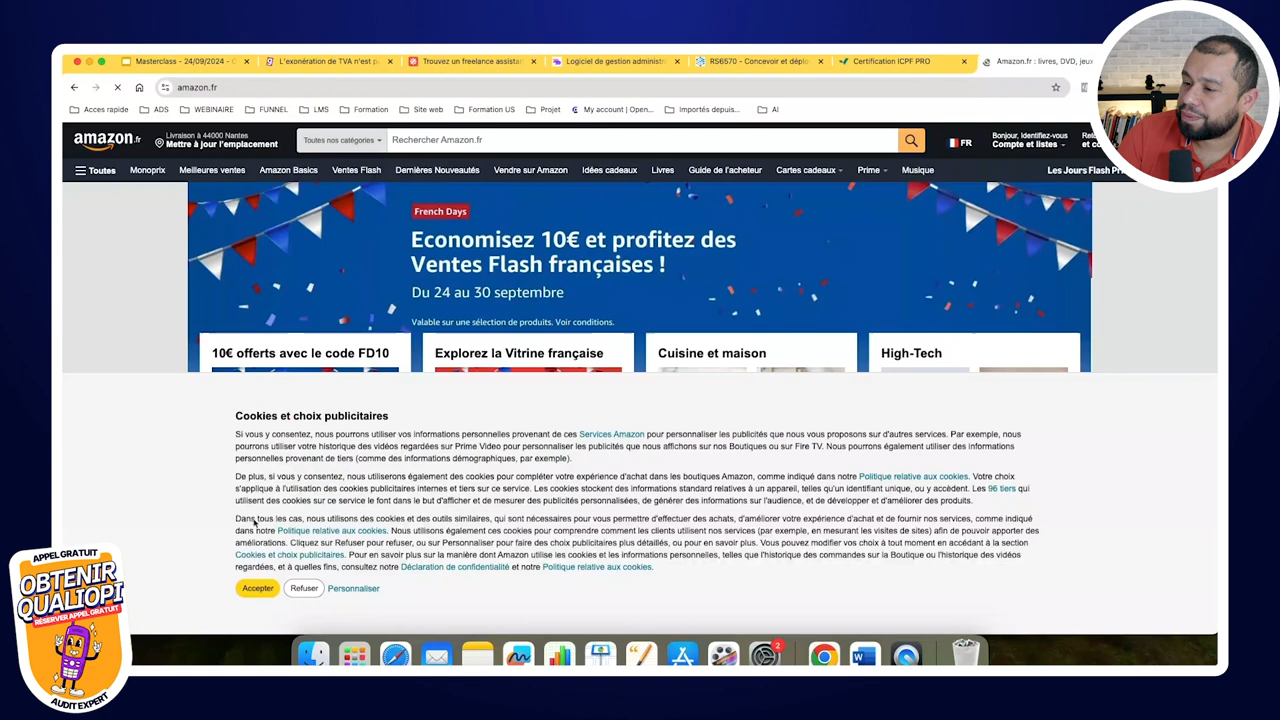 Masterclass - 24/09/2024 - C
L'exonération de TVA n'est p
Trouvez un freelance assista
Logiciel de gestion administr
RS6570 - Concevoir et déplo
Certification ICPF PRO
Amazon.fr : livres, DVD, jeux
amazon.fr
Acces rapide
ADS
WEBINAIRE
FUNNEL
LMS
Formation
Site web
Formation US
Projet
My account | Open...
Importés depuis...
AI
amazon.fr
Livraison à 44000 Nantes
Mettre à jour l'emplacement
Toutes nos catégories
Rechercher Amazon.fr
FR
Bonjour, Identifiez-vous
Compte et listes
Reto
et co
Toutes
Monoprix
Meilleures ventes
Amazon Basics
Ventes Flash
Dernières Nouveautés
Vendre sur Amazon
Idées cadeaux
Livres
Guide de l'acheteur
Cartes cadeaux
Prime
Musique
Les Jours Flash Pr
French Days
Economisez 10€ et profitez des
Ventes Flash françaises !
Du 24 au 30 septembre
Valable sur une sélection de produits. Voir conditions.
10€ offerts avec le code FD10
Explorez la Vitrine française
Cuisine et maison
High-Tech
Cookies et choix publicitaires
Si vous y consentez, nous pourrons utiliser vos informations personnelles provenant de ces Services Amazon pour personnaliser les publicités que nous vous proposons sur d'autres services. Par exemple, nous
pourrons utiliser votre historique des vidéos regardées sur Prime Video pour personnaliser les publicités que nous affichons sur nos Boutiques ou sur Fire TV. Nous pourrons également utiliser des informations
personnelles provenant de tiers (comme des informations démographiques, par exemple).
De plus, si vous y consentez, nous utiliserons également des cookies pour compléter votre expérience d'achat dans les boutiques Amazon, comme indiqué dans notre Politique relative aux cookies. Votre choix
s'applique à l'utilisation des cookies publicitaires internes et tiers sur ce service. Les cookies stockent des informations standard relatives à un appareil, telles qu'un identifiant unique, ou y accèdent. Les 96 tiers qui
utilisent des cookies sur ce service le font dans le but d'afficher et de mesurer des publicités personnalisées, de générer des informations sur l'audience, et de développer et d'améliorer des produits.
Dans tous les cas, nous utilisons des cookies et des outils similaires, qui sont nécessaires pour vous permettre d'effectuer des achats, d'améliorer votre expérience d'achat et de fournir nos services, comme indiqué
dans notre Politique relative aux cookies. Nous utilisons également ces cookies pour comprendre comment les clients utilisent nos services (par exemple, en mesurant les visites de sites) afin de pouvoir apporter des
améliorations. Cliquez sur Refuser pour refuser, ou sur Personnaliser pour faire des choix publicitaires plus détaillés, ou pour en savoir plus. Vous pouvez modifier vos choix à tout moment en accédant à la section
Cookies et choix publicitaires. Pour en savoir plus sur la manière dont Amazon utilise les cookies et les informations personnelles, telles que l'historique des commandes sur la Boutique ou l'historique des vidéos
regardées, et à quelles fins, consultez notre Déclaration de confidentialité et notre Politique relative aux cookies.
Accepter
Refuser
Personnaliser
2
APPEL GRATUIT
OBTENIR
QUALIOPI
RÉSERVER APPEL GRATUIT
AUDIT EXPERT